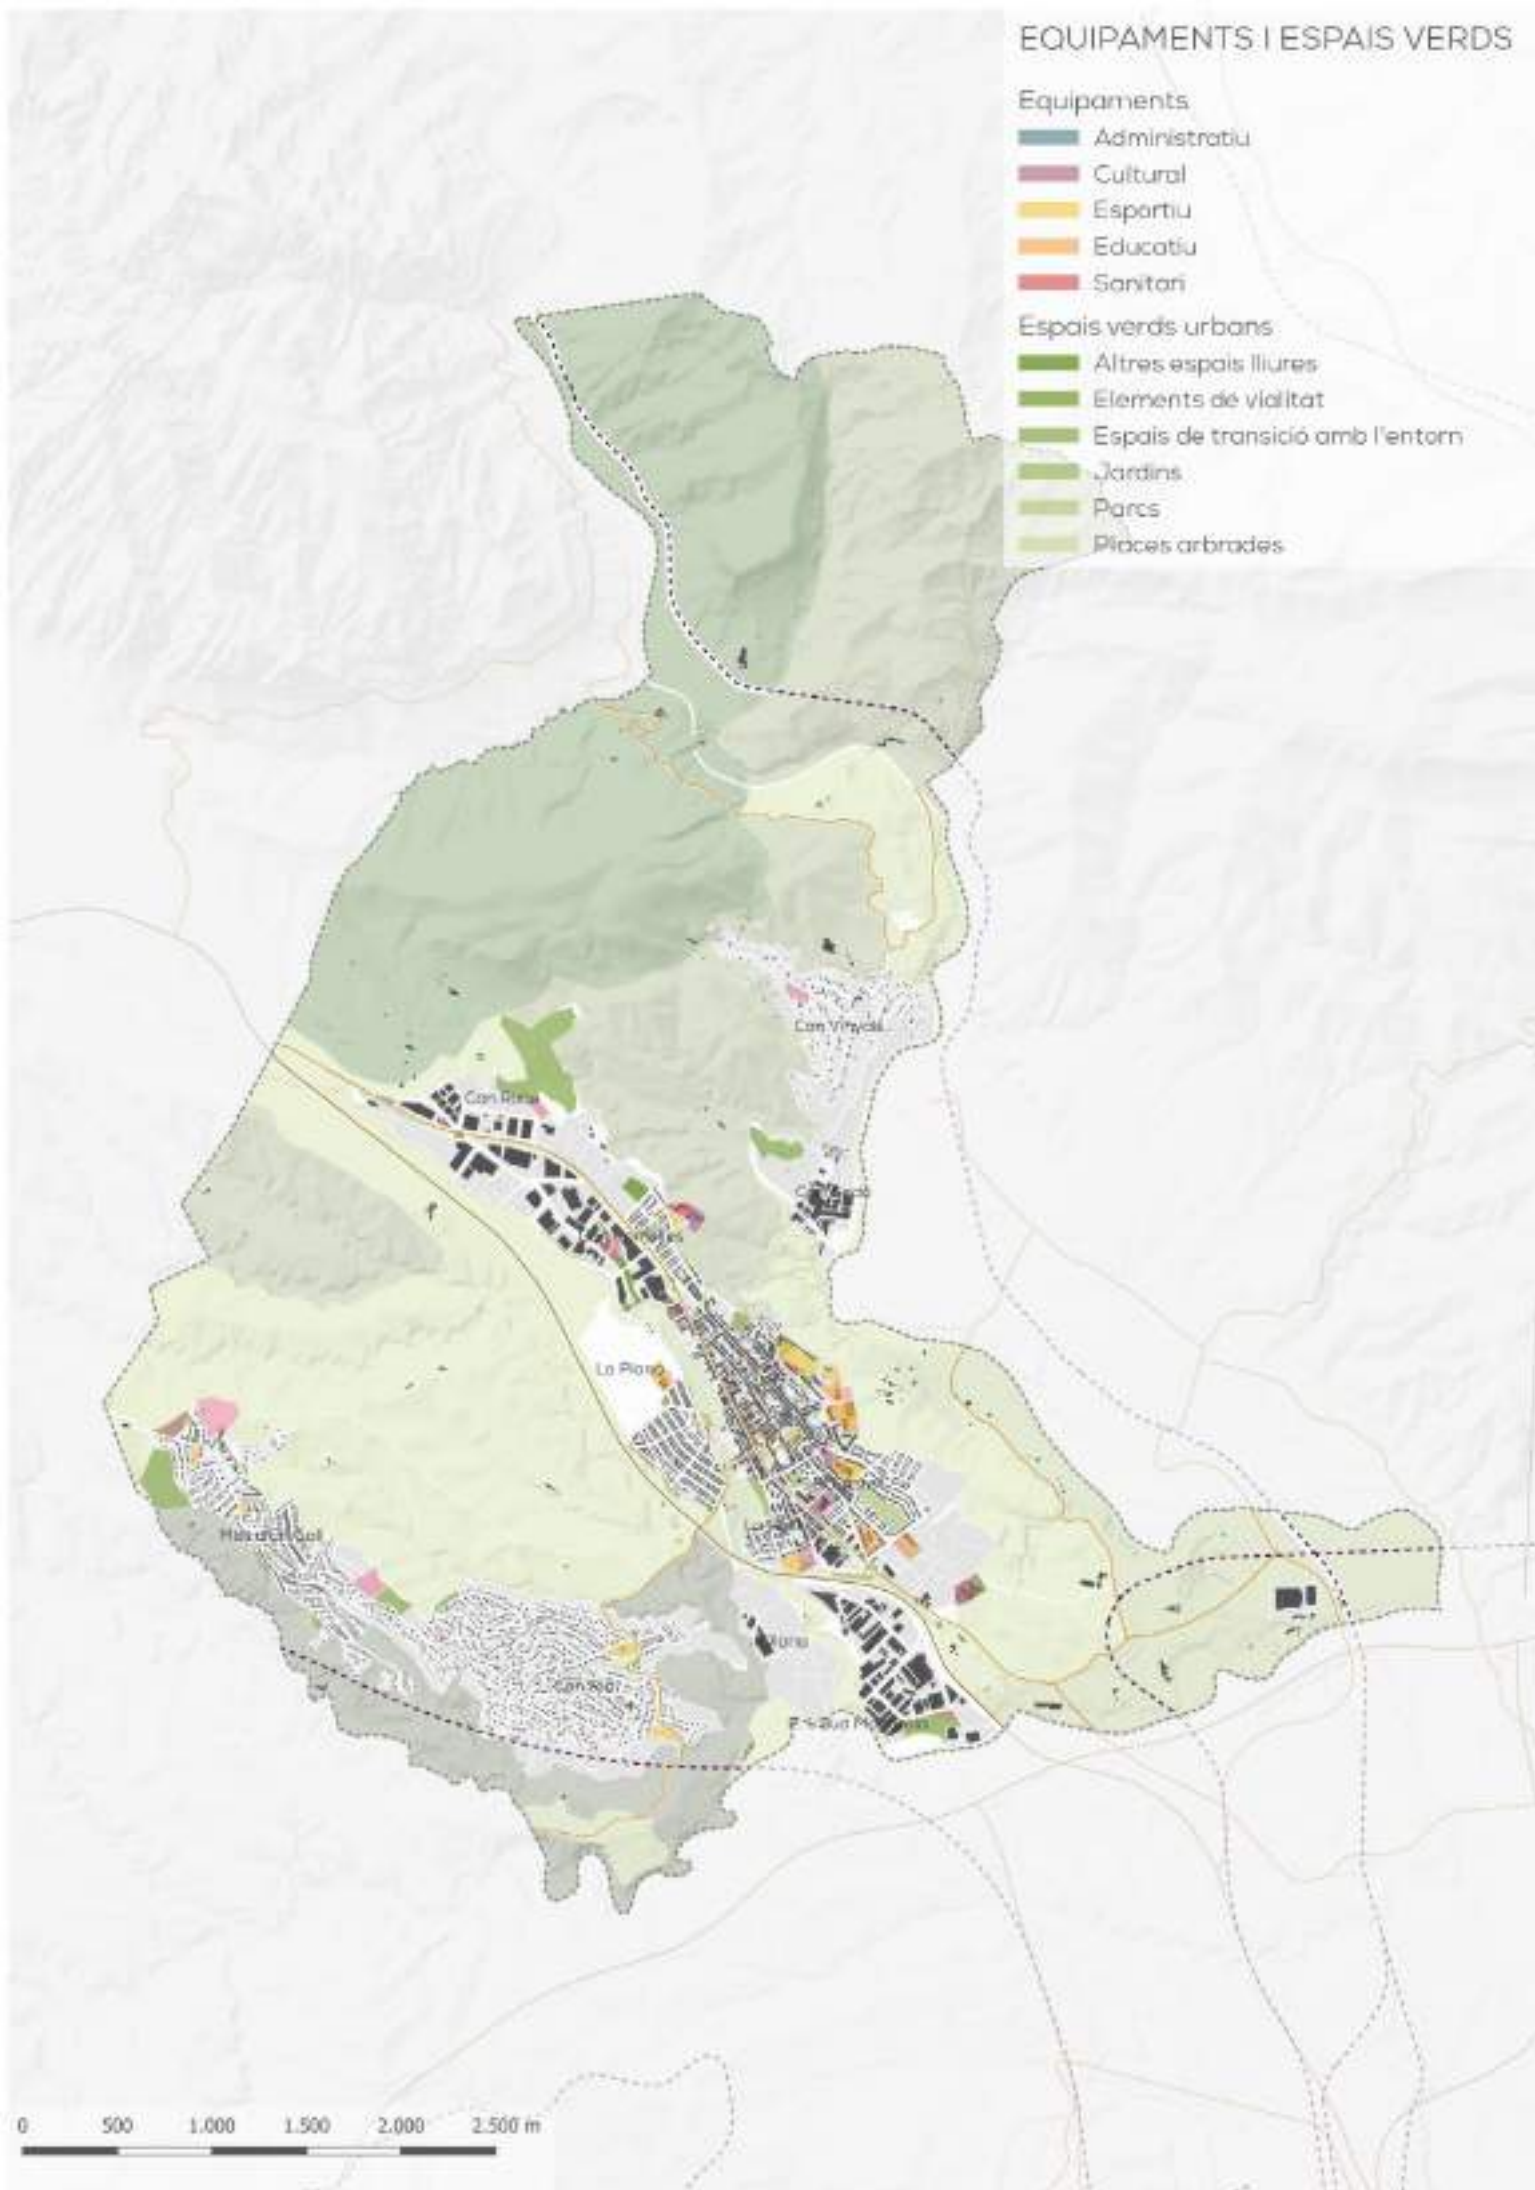 EQUIPAMENTS I ESPAIS VERDS
Equipaments
Administratiu
Cultural
Esportiu
Educatiu
Sanitari
Espais verds urbans
Altres espais lliures
Elements de vialitat
Espais de transició amb l'entorn
Jardins
Parcs
Places arbrades
Can Vinyals
Can
La Plana
Can
0 500 1.000 1.500 2.000 2.500 m